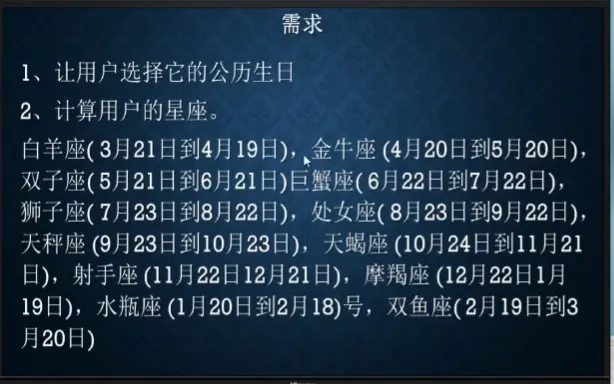 需求
1、让用户选择它的公历生日
2、计算用户的星座。
白羊座( 3月21日到4月19日)，金牛座 (4月20日到5月20日)，
双子座( 5月21日到6月21日)巨蟹座( 6月22日到7月22日)，
狮子座( 7月23日到8月22日)，处女座( 8月23日到9月22日)，
天秤座 (9月23日到10月23日)，天蝎座 (10月24日到11月21
日)，射手座 (11月22日12月21日)，摩羯座 (12月22日1月
19日)，水瓶座 (1月20日到2月18)号，双鱼座( 2月19日到3
月20日)